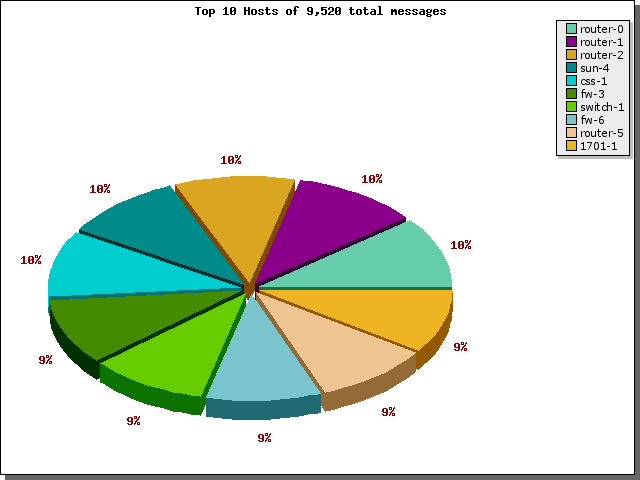 Top 10 Hosts of 9,520 total messages
router-0
router-1
router-2
sun-4
css-1
fw-3
switch-1
fw-6
router-5
1701-1
10%
10%
10%
10%
10%
9%
9%
9%
9%
9%